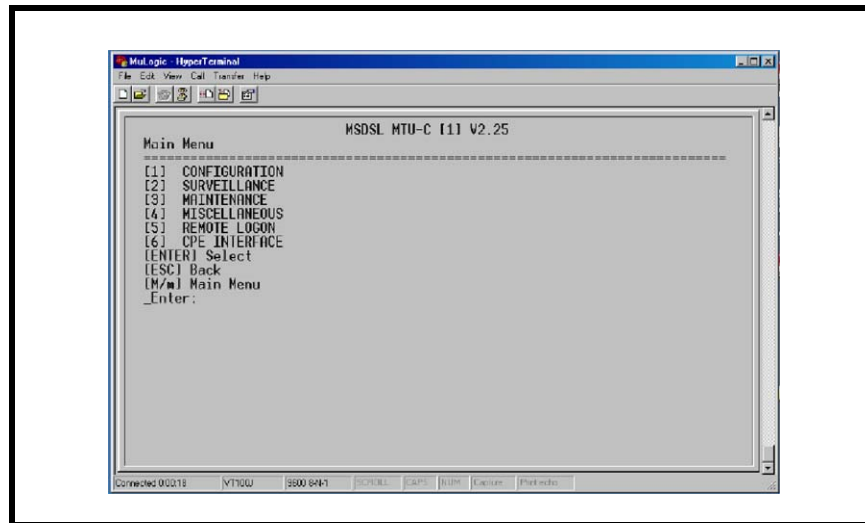 MuLogic - HyperTerminal
File Edit View Call Transfer Help
MSDSL MTU-C [1] V2.25
Main Menu
==========================================================================
[1] CONFIGURATION
[2] SURVEILLANCE
[3] MAINTENANCE
[4] MISCELLANEOUS
[5] REMOTE LOGON
[6] CPE INTERFACE
[ENTER] Select
[ESC] Back
[M/m] Main Menu
_Enter:
Connected 0:00:18 VT100J 9600 8-N-1 SCROLL CAPS NUM Capture Print echo